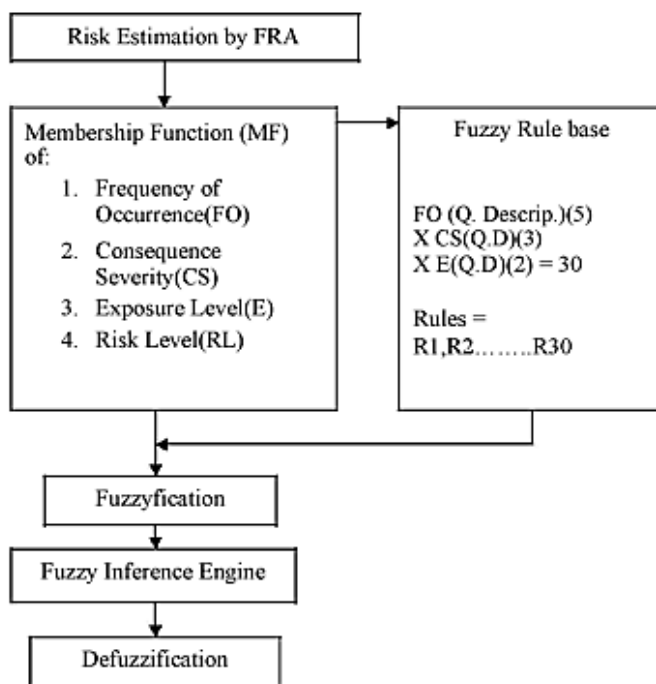 Risk Estimation by FRA
Membership Function (MF)
of:
1. Frequency of
Occurrence(FO)
2. Consequence
Severity(CS)
3. Exposure Level(E)
4. Risk Level(RL)
Fuzzy Rule base
FO (Q. Descrip.)(5)
X CS(Q.D)(3)
X E(Q.D)(2) = 30
Rules =
R1,R2........R30
Fuzzyfication
Fuzzy Inference Engine
Defuzzification